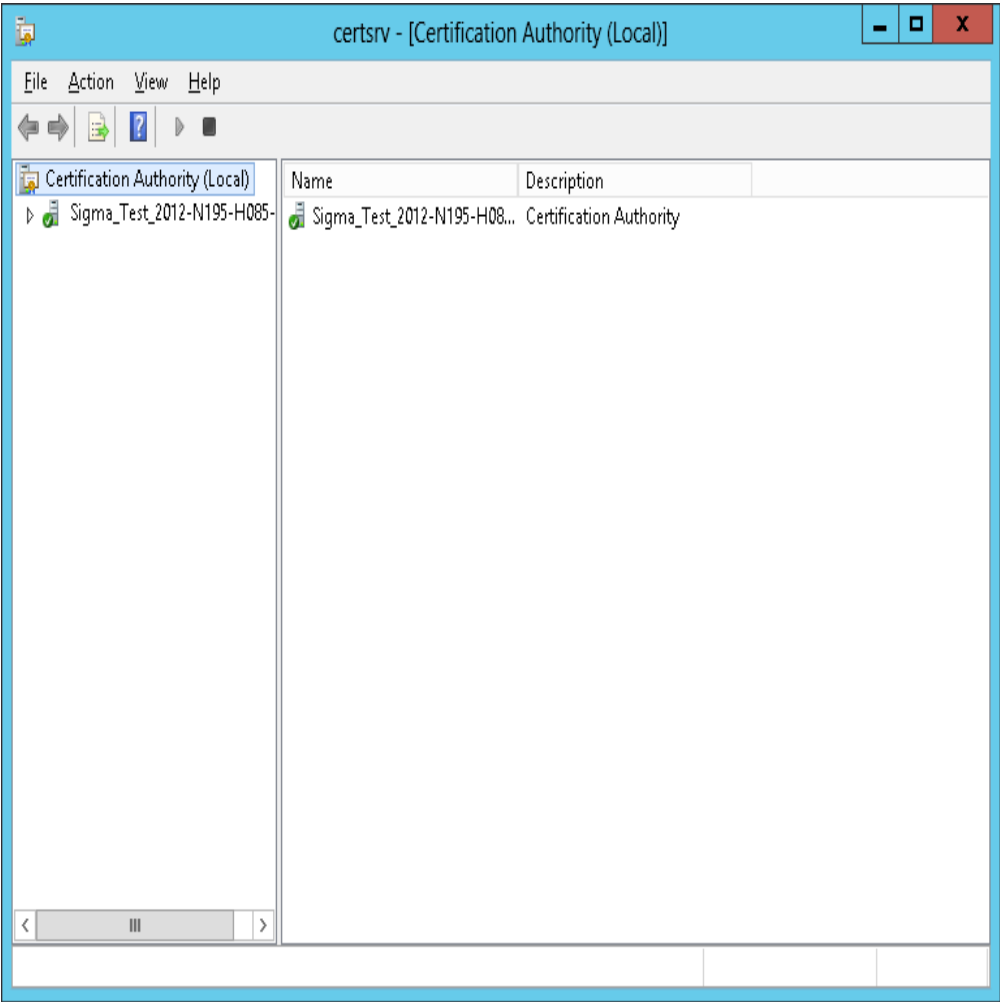 certsrv - [Certification Authority (Local)]
File Action View Help
Certification Authority (Local)
Sigma_Test_2012-N195-H085-
Name Description
Sigma_Test_2012-N195-H08... Certification Authority